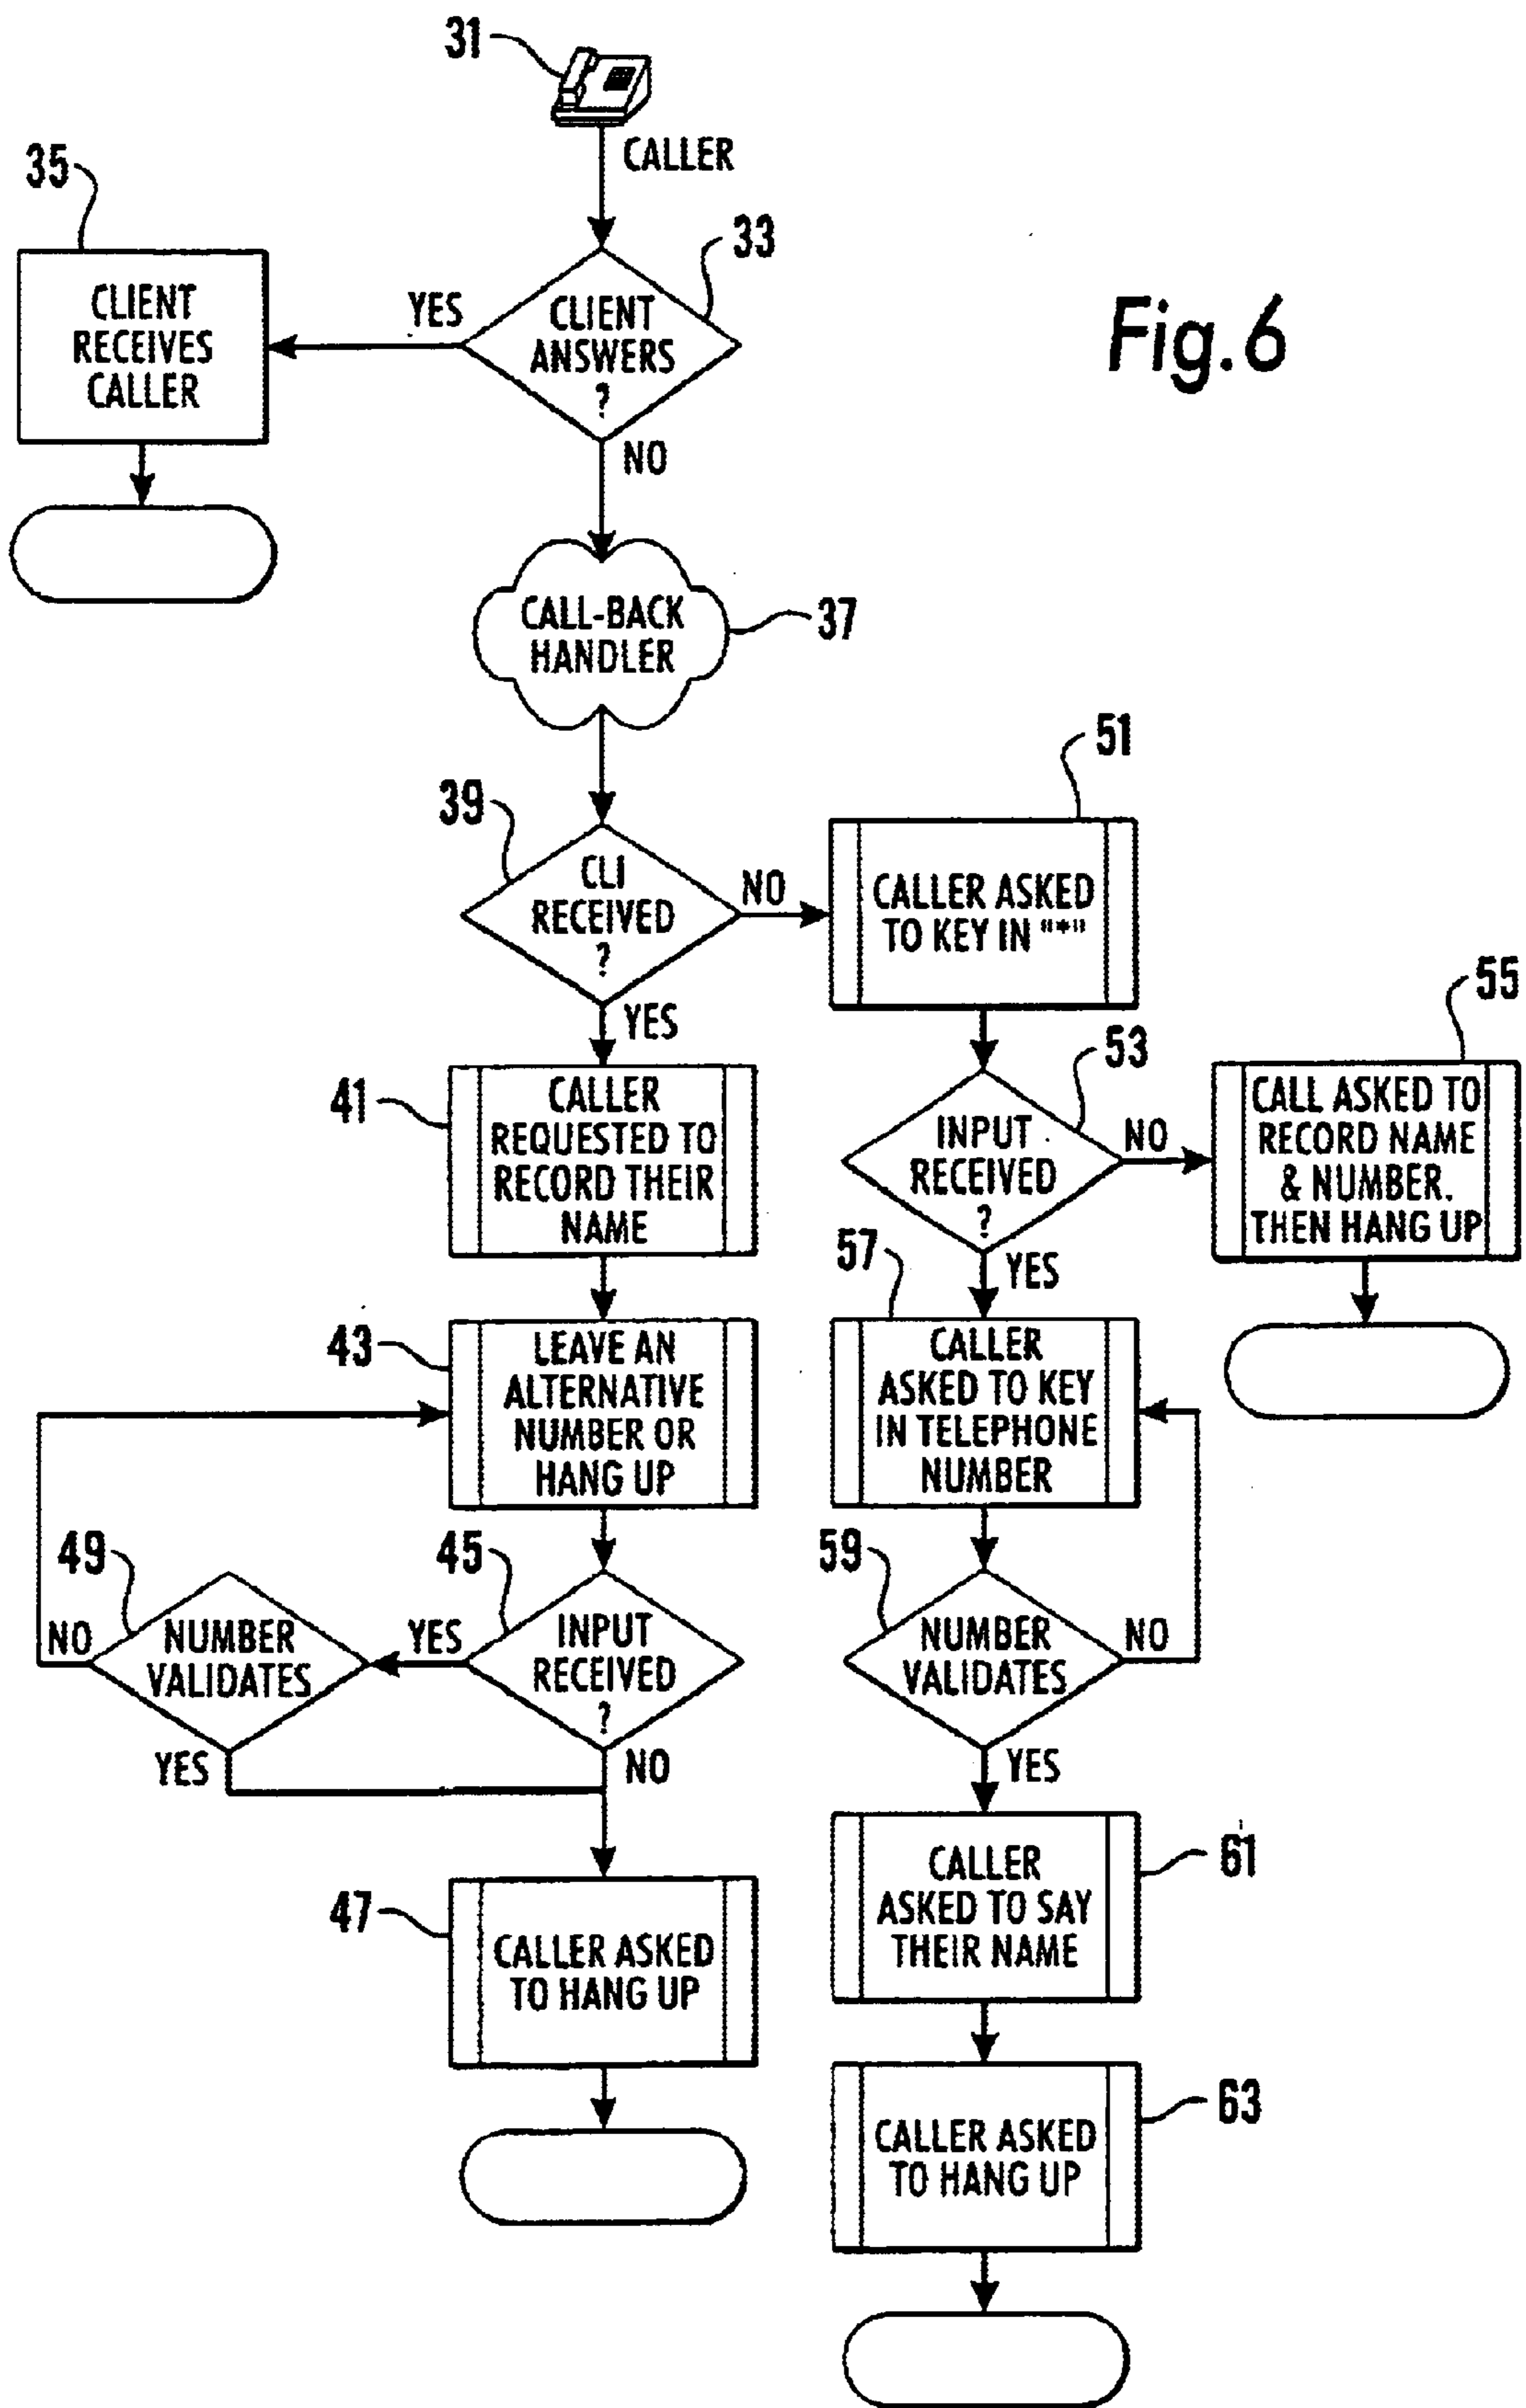 31
CALLER
35
33
CLIENT
RECEIVES
CALLER
YES
CLIENT
ANSWERS
?
Fig.6
NO
CALL-BACK
HANDLER
37
51
39
CLI
RECEIVED
?
NO
CALLER ASKED
TO KEY IN "*"
YES
55
53
41
CALLER
REQUESTED TO
RECORD THEIR
NAME
INPUT
RECEIVED
?
NO
CALL ASKED TO
RECORD NAME
& NUMBER.
THEN HANG UP
57
YES
43
LEAVE AN
ALTERNATIVE
NUMBER OR
HANG UP
CALLER
ASKED TO KEY
IN TELEPHONE
NUMBER
49
45
59
NO
NUMBER
VALIDATES
YES
INPUT
RECEIVED
?
NUMBER
VALIDATES
NO
YES
NO
YES
61
CALLER
ASKED TO SAY
THEIR NAME
47
CALLER ASKED
TO HANG UP
63
CALLER ASKED
TO HANG UP